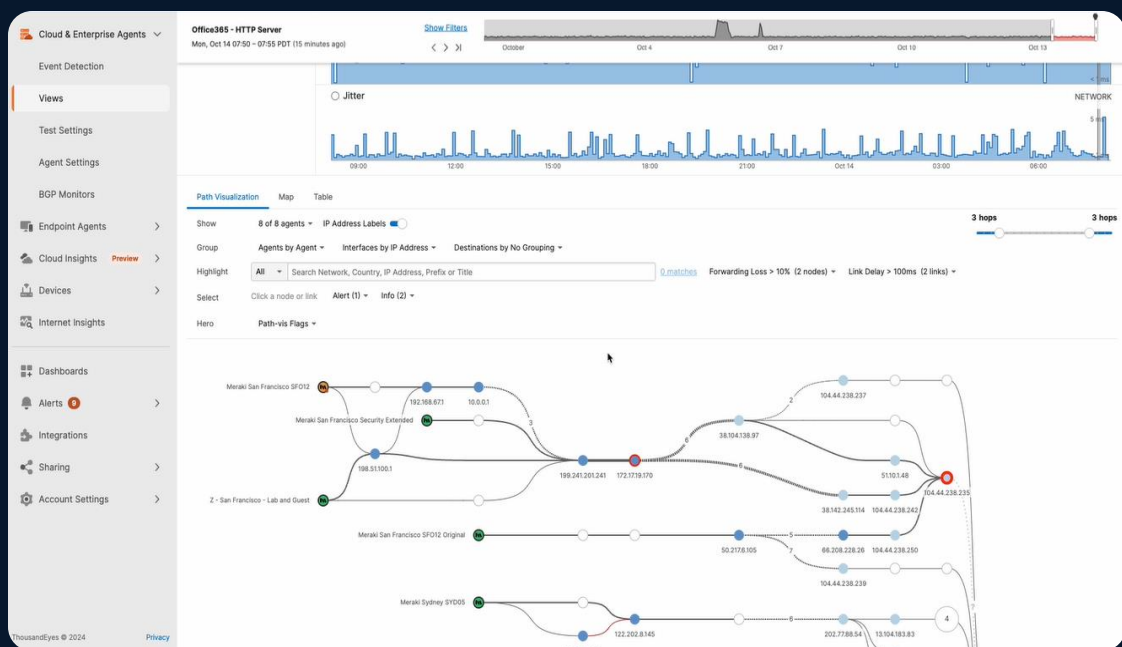 Cloud & Enterprise Agents
Event Detection
Views
Test Settings
Agent Settings
BGP Monitors
Endpoint Agents
Cloud Insights Preview
Devices
Internet Insights
Dashboards
Alerts 9
Integrations
Sharing
Account Settings
ThousandEyes © 2024 Privacy
Office365 - HTTP Server
Mon, Oct 14 07:50 - 07:55 PDT (15 minutes ago)
Show Filters
October Oct 4 Oct 7 Oct 10 Oct 13
Jitter
NETWORK
09:00 12:00 15:00 18:00 21:00 Oct 14 03:00 06:00
Path Visualization Map Table
Show 8 of 8 agents IP Address Labels
3 hops 3 hops
Group Agents by Agent Interfaces by IP Address Destinations by No Grouping
Highlight All Search Network, Country, IP Address, Prefix or Title 0 matches Forwarding Loss > 10% (2 nodes) Link Delay > 100ms (2 links)
Select Click a node or link Alert (1) Info (2)
Hero Path-vis Flags
Meraki San Francisco SFO12
192.168.67.1 10.0.0.1
104.44.238.237
2
Meraki San Francisco Security Extended
3
38.104.138.97
6
198.51.100.1
199.241.201.241 172.17.19.170
6
51.10.1.48
104.44.238.235
Z - San Francisco - Lab and Guest
38.142.245.114 104.44.238.242
Meraki San Francisco SFO12 Original
5
50.217.6.105
7
66.208.228.26 104.44.238.250
104.44.238.239
Meraki Sydney SYD05
122.202.8.145
6
202.77.88.54 13.104.183.83
4